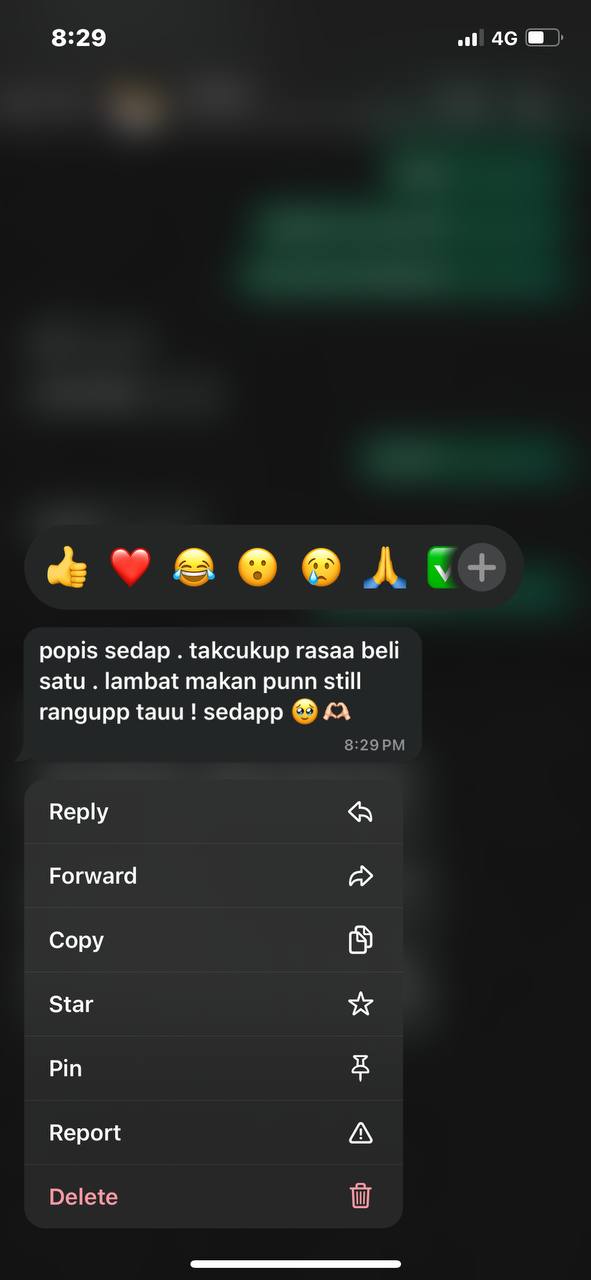 8:29
4G
popis sedap . takcukup rasaa beli
satu . lambat makan punn still
rangupp tauu ! sedapp 🥹🫶🏻
8:29 PM
Reply
Forward
Copy
Star
Pin
Report
Delete